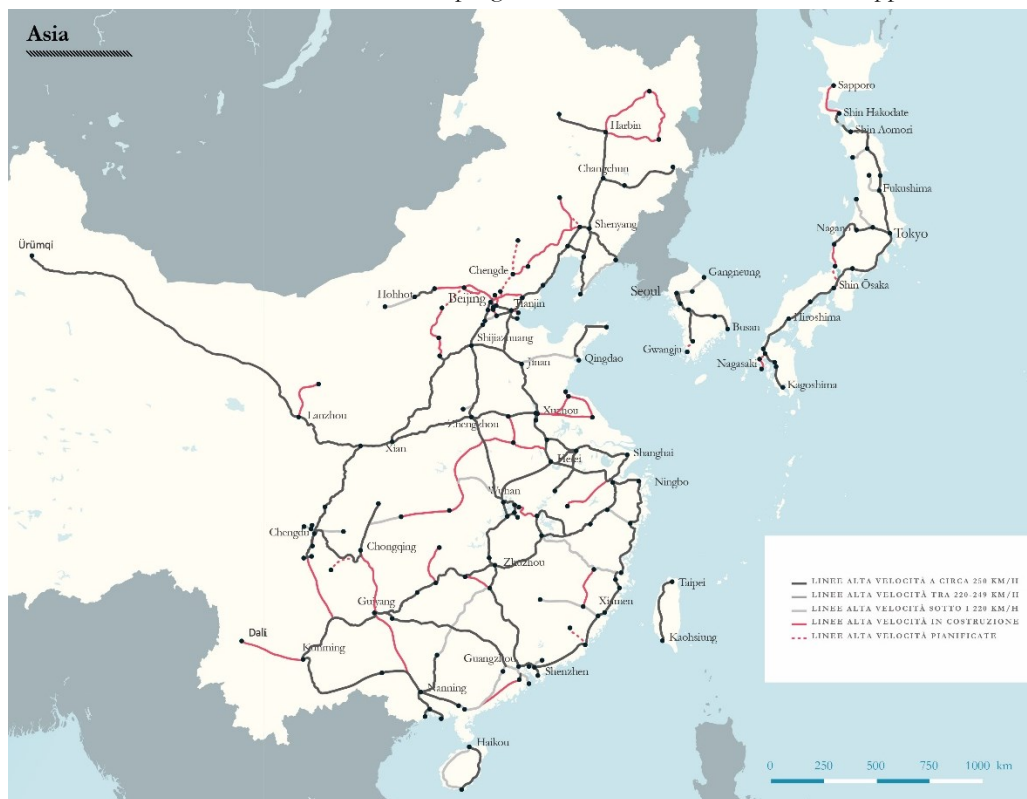 Asia
Sapporo
Shin Hakodate
Shin Aomori
Harbin
Changchun
Fukushima
Shenyang
Nagano
Tokyo
Ürümqi
Chengde
Gangneung
Hohhot
Beijing
Tianjin
Seoul
Shin Ōsaka
Hiroshima
Busan
Shijiazhuang
Gwangju
Jinan
Qingdao
Nagasaki
Kagoshima
Lanzhou
Xuzhou
Zhengzhou
Xian
Hefei
Shanghai
Wuhan
Ningbo
Chengdu
Chongqing
Zhuzhou
Guiyang
Xiamen
Taipei
Dali
Kunming
Kaohsiung
Guangzhou
Shenzhen
Nanning
Haikou
LINEE ALTA VELOCITÀ A CIRCA 250 KM/H
LINEE ALTA VELOCITÀ TRA 220-249 KM/H
LINEE ALTA VELOCITÀ SOTTO I 220 KM/H
LINEE ALTA VELOCITÀ IN COSTRUZIONE
LINEE ALTA VELOCITÀ PIANIFICATE
0 250 500 750 1000 km